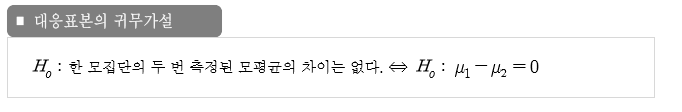 ■ 대응표본의 귀무가설
H₀ : 한 모집단의 두 번 측정된 모평균의 차이는 없다. ⇔ H₀ : μ₁−μ₂=0